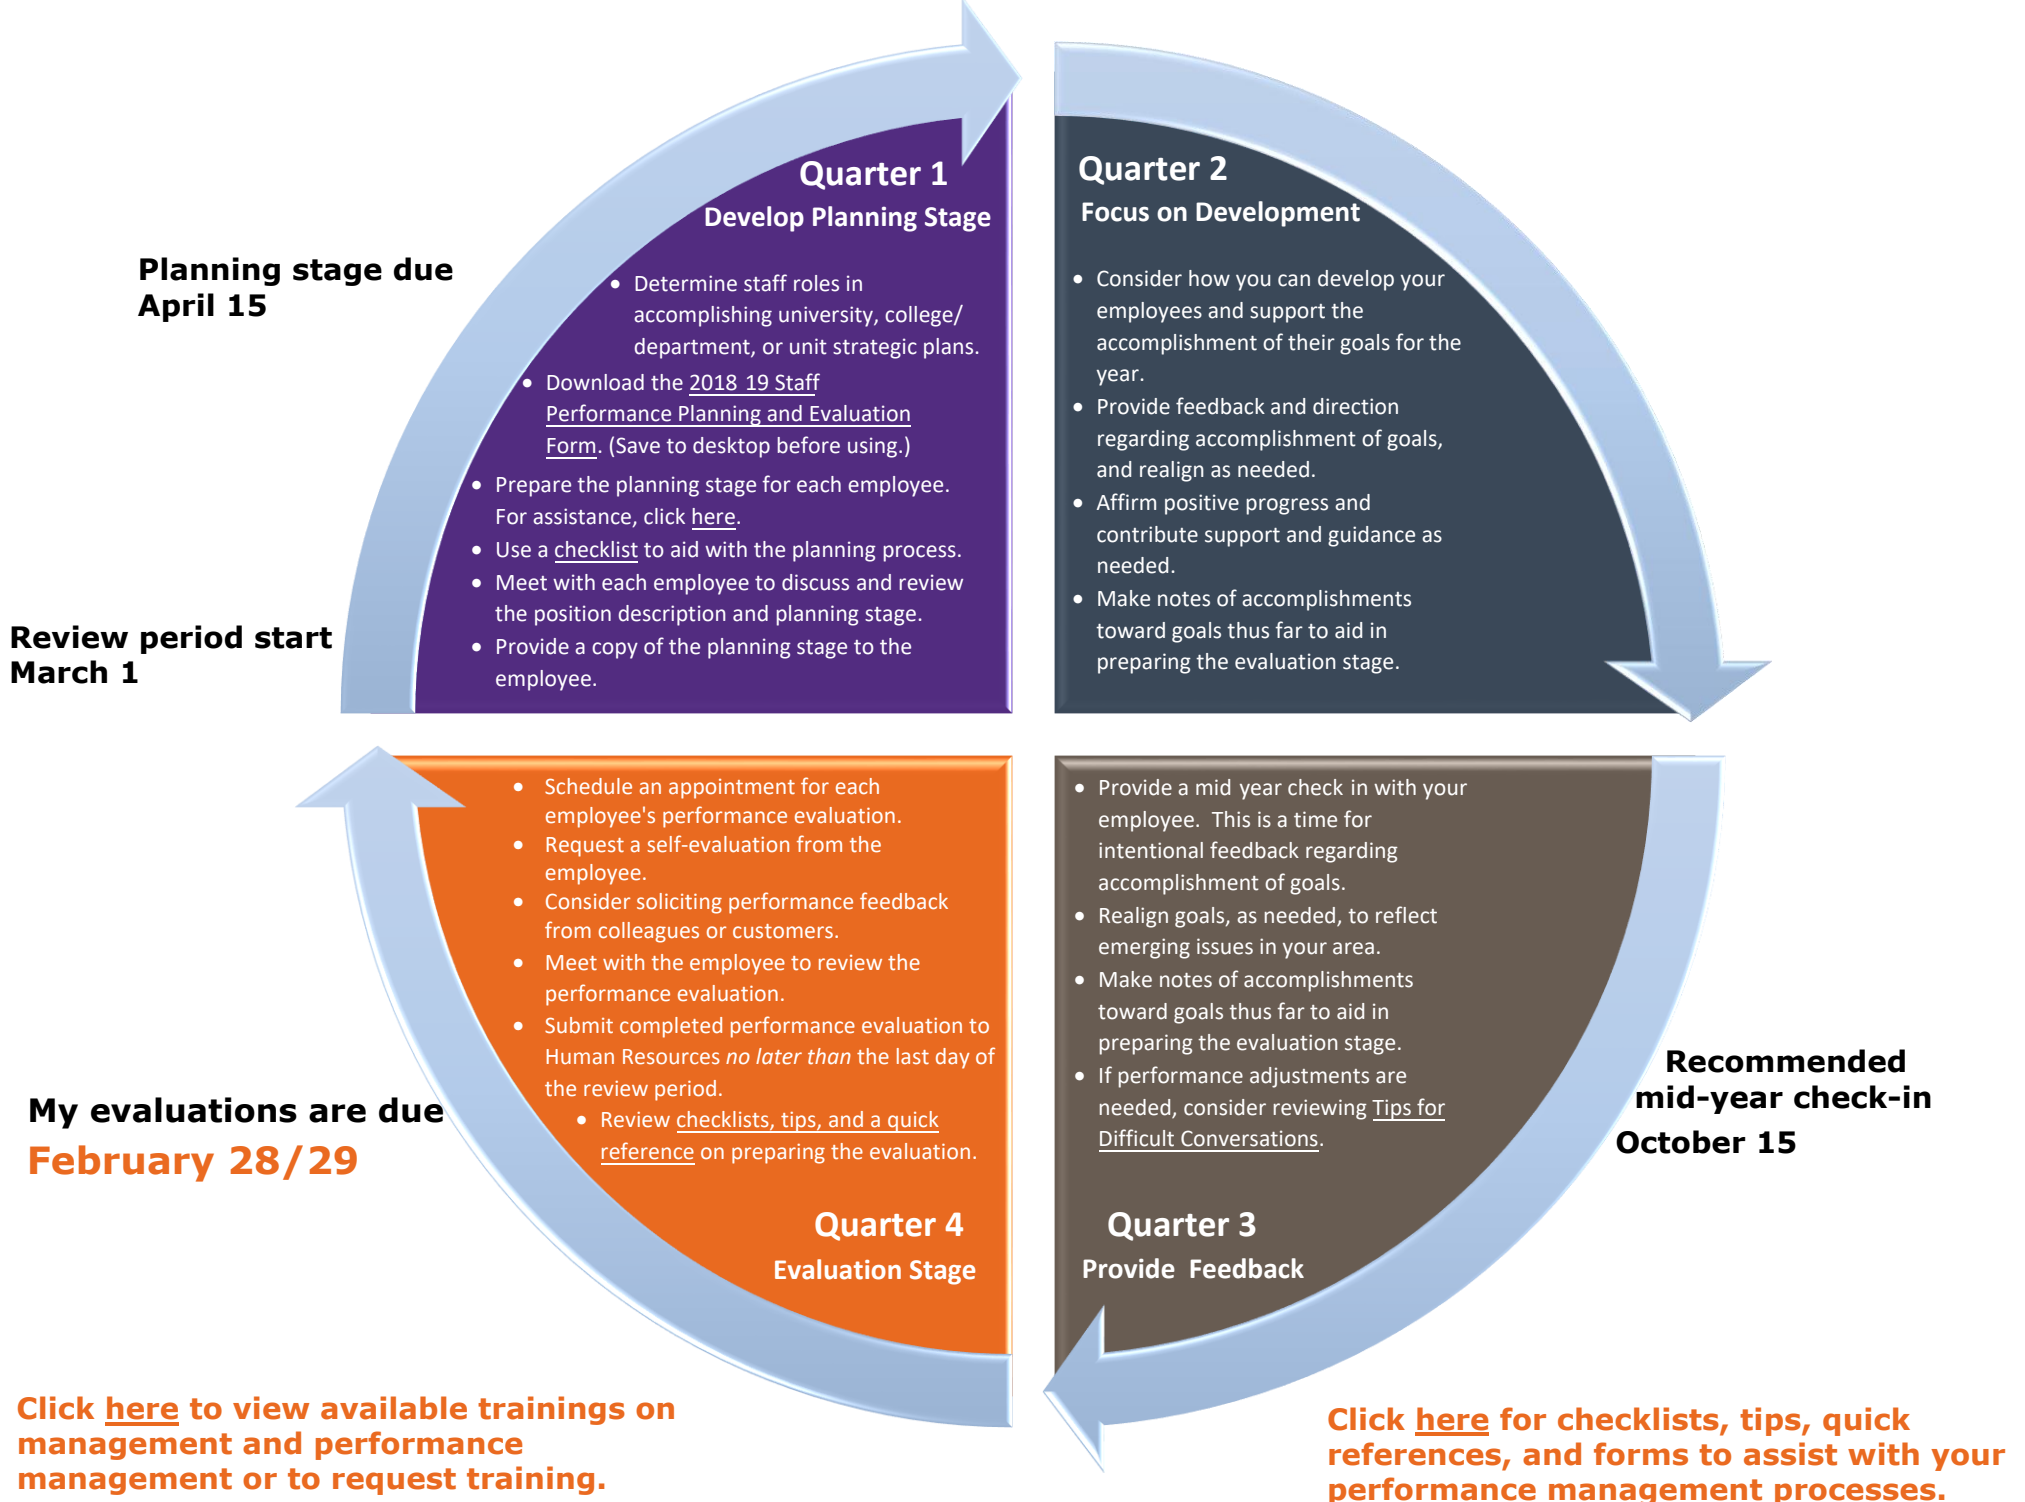 Quarter 1
Develop Planning Stage
• Determine staff roles in
accomplishing university, college/
department, or unit strategic plans.
• Download the 2018 19 Staff
Performance Planning and Evaluation
Form. (Save to desktop before using.)
• Prepare the planning stage for each employee.
For assistance, click here.
• Use a checklist to aid with the planning process.
• Meet with each employee to discuss and review
the position description and planning stage.
• Provide a copy of the planning stage to the
employee.
Quarter 2
Focus on Development
• Consider how you can develop your
employees and support the
accomplishment of their goals for the
year.
• Provide feedback and direction
regarding accomplishment of goals,
and realign as needed.
• Affirm positive progress and
contribute support and guidance as
needed.
• Make notes of accomplishments
toward goals thus far to aid in
preparing the evaluation stage.
Planning stage due
April 15
Review period start
March 1
• Schedule an appointment for each
employee's performance evaluation.
• Request a self-evaluation from the
employee.
• Consider soliciting performance feedback
from colleagues or customers.
• Meet with the employee to review the
performance evaluation.
• Submit completed performance evaluation to
Human Resources no later than the last day of
the review period.
• Review checklists, tips, and a quick
reference on preparing the evaluation.
Quarter 4
Evaluation Stage
• Provide a mid year check in with your
employee.  This is a time for
intentional feedback regarding
accomplishment of goals.
• Realign goals, as needed, to reflect
emerging issues in your area.
• Make notes of accomplishments
toward goals thus far to aid in
preparing the evaluation stage.
• If performance adjustments are
needed, consider reviewing Tips for
Difficult Conversations.
Quarter 3
Provide  Feedback
Recommended
mid-year check-in
October 15
My evaluations are due
February 28/29
Click here to view available trainings on
management and performance
management or to request training.
Click here for checklists, tips, quick
references, and forms to assist with your
performance management processes.